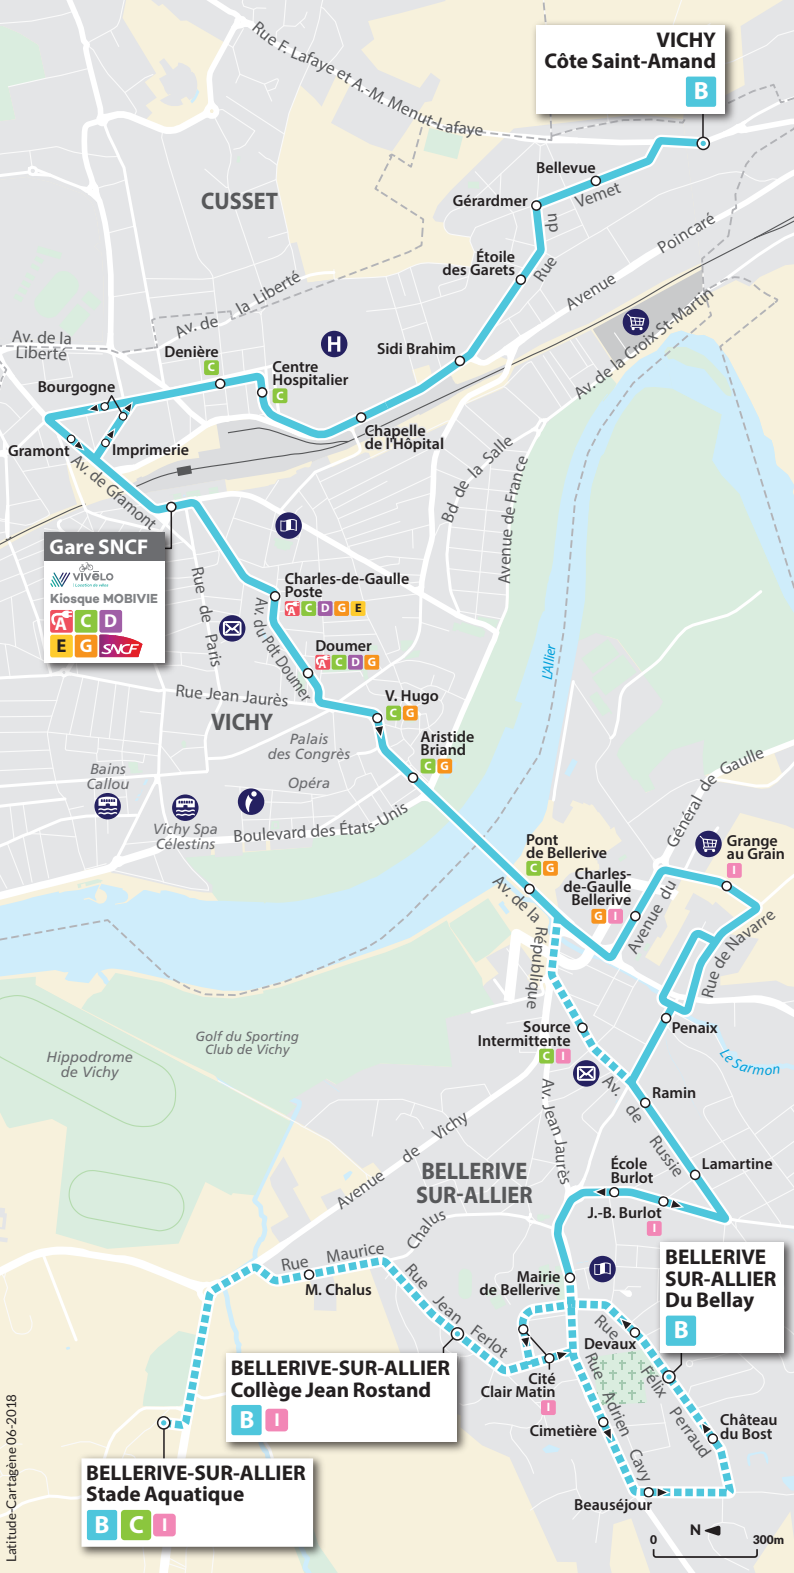 VICHY
Côte Saint-Amand
B
Rue F. Lafaye et A.-M. Menut-Lafaye
CUSSET
Bellevue
Gérardmer
Rue du Vernet
Étoile
des Garets
Avenue Poincaré
Av. de la Liberté
Av. de la
Liberté
H
Sidi Brahim
Av. de la Croix St-Martin
Denière
C
Centre
Hospitalier
C
Bourgogne
Chapelle
de l'Hôpital
Gramont
Imprimerie
Av. de Gramont
Bd. de la Salle
Avenue de France
Gare SNCF
VIVÉLO
Kiosque MOBIVIE
A C D
E G SNCF
Rue de Paris
Charles-de-Gaulle
Poste
A C D G E
Av. du Pdt Doumer
Doumer
A C D G
L'Allier
Rue Jean Jaurès
VICHY
V. Hugo
C G
Palais
des Congrès
Aristide
Briand
C G
Opéra
Bains
Callou
Vichy Spa
Célestins
Boulevard des États-Unis
Avenue du Général de Gaulle
Pont
de Bellerive
C G
Grange
au Grain
I
Charles-
de-Gaulle
Bellerive
G I
Av. de la République
Rue de Navarre
Source
Intermittente
C I
Penaix
Le Sarmon
Golf du Sporting
Club de Vichy
Hippodrome
de Vichy
Av. de Russie
Ramin
Av. Jean Jaurès
Avenue de Vichy
BELLERIVE
SUR-ALLIER
École
Burlot
Lamartine
J.-B. Burlot
I
Rue Maurice Chalus
M. Chalus
Mairie
de Bellerive
BELLERIVE
SUR-ALLIER
Du Bellay
B
Rue Jean Ferlot
Devaux
Rue Félix Perraud
BELLERIVE-SUR-ALLIER
Collège Jean Rostand
B I
Cité
Clair Matin
I
Rue Adrien Cavy
Cimetière
Château
du Bost
BELLERIVE-SUR-ALLIER
Stade Aquatique
B C I
Beauséjour
N
0 300m
Latitude-Cartagène 06-2018